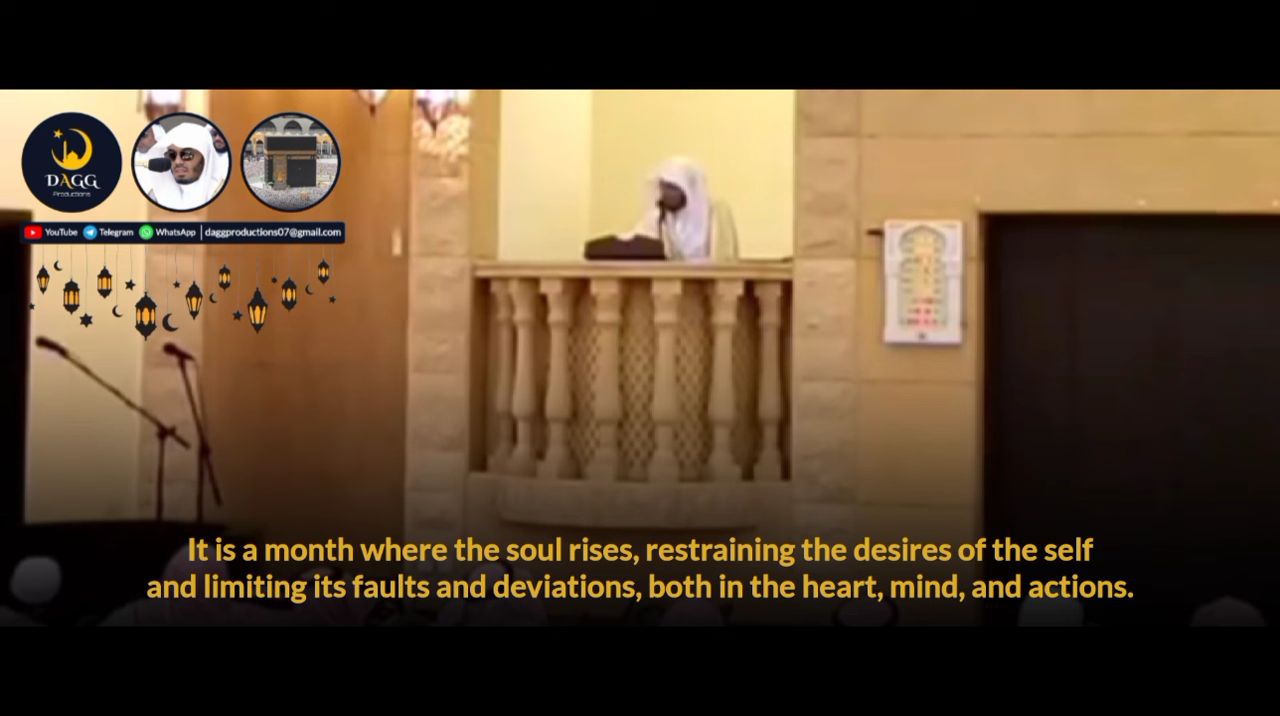 DAGG
Productions
YouTube Telegram WhatsApp | daggproductions07@gmail.com
It is a month where the soul rises, restraining the desires of the self
and limiting its faults and deviations, both in the heart, mind, and actions.